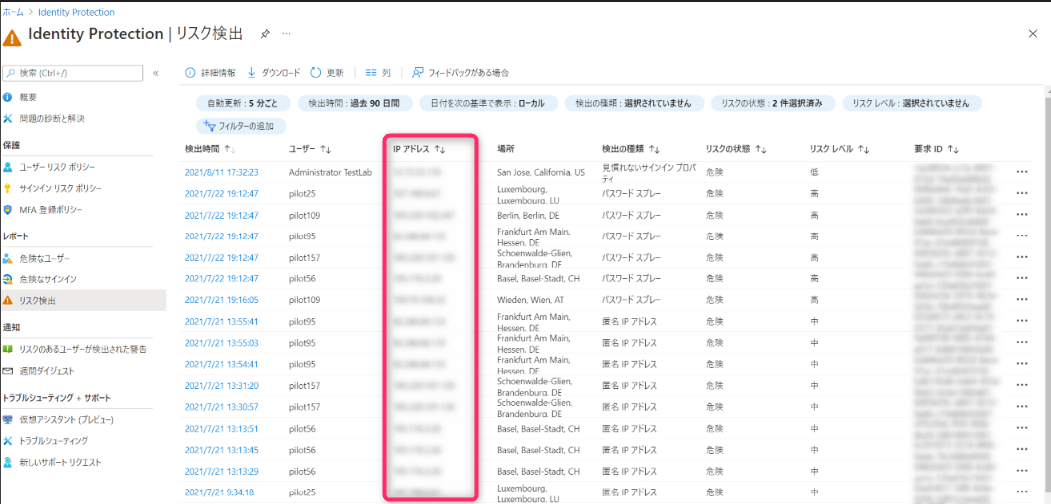 ホーム > Identity Protection
Identity Protection | リスク検出
検索 (Ctrl+/)
概要
問題の診断と解決
保護
ユーザー リスク ポリシー
サインイン リスク ポリシー
MFA 登録ポリシー
レポート
危険なユーザー
危険なサインイン
リスク検出
通知
リスクのあるユーザーが検出された警告
週間ダイジェスト
トラブルシューティング + サポート
仮想アシスタント (プレビュー)
トラブルシューティング
新しいサポート リクエスト
詳細情報 ダウンロード 更新 列 フィードバックがある場合
自動更新 : 5 分ごと 検出時間 : 過去 90 日間 日付を次の基準で表示 : ローカル 検出の種類 : 選択されていません リスクの状態 : 2 件選択済み リスク レベル : 選択されていません
フィルターの追加
検出時間 ユーザー IP アドレス 場所 検出の種類 リスクの状態 リスク レベル 要求 ID
2021/8/11 17:32:23 Administrator TestLab San Jose, California, US 見慣れないサインイン プロパティ 危険 低
2021/7/22 19:12:47 pilot25 Luxembourg, Luxembourg, LU パスワード スプレー 危険 高
2021/7/22 19:12:47 pilot109 Berlin, Berlin, DE パスワード スプレー 危険 高
2021/7/22 19:12:47 pilot95 Frankfurt Am Main, Hessen, DE パスワード スプレー 危険 高
2021/7/22 19:12:47 pilot157 Schoenwalde-Glien, Brandenburg, DE パスワード スプレー 危険 高
2021/7/22 19:12:47 pilot56 Basel, Basel-Stadt, CH パスワード スプレー 危険 高
2021/7/21 19:16:05 pilot109 Wieden, Wien, AT パスワード スプレー 危険 高
2021/7/21 13:55:41 pilot95 Frankfurt Am Main, Hessen, DE 匿名 IP アドレス 危険 中
2021/7/21 13:55:03 pilot95 Frankfurt Am Main, Hessen, DE 匿名 IP アドレス 危険 中
2021/7/21 13:54:41 pilot95 Frankfurt Am Main, Hessen, DE 匿名 IP アドレス 危険 中
2021/7/21 13:31:20 pilot157 Schoenwalde-Glien, Brandenburg, DE 匿名 IP アドレス 危険 中
2021/7/21 13:30:57 pilot157 Schoenwalde-Glien, Brandenburg, DE 匿名 IP アドレス 危険 中
2021/7/21 13:13:51 pilot56 Basel, Basel-Stadt, CH 匿名 IP アドレス 危険 中
2021/7/21 13:13:45 pilot56 Basel, Basel-Stadt, CH 匿名 IP アドレス 危険 中
2021/7/21 13:13:29 pilot56 Basel, Basel-Stadt, CH 匿名 IP アドレス 危険 中
2021/7/21 9:34:18 pilot25 Luxembourg, Luxembourg, LU 匿名 IP アドレス 危険 中